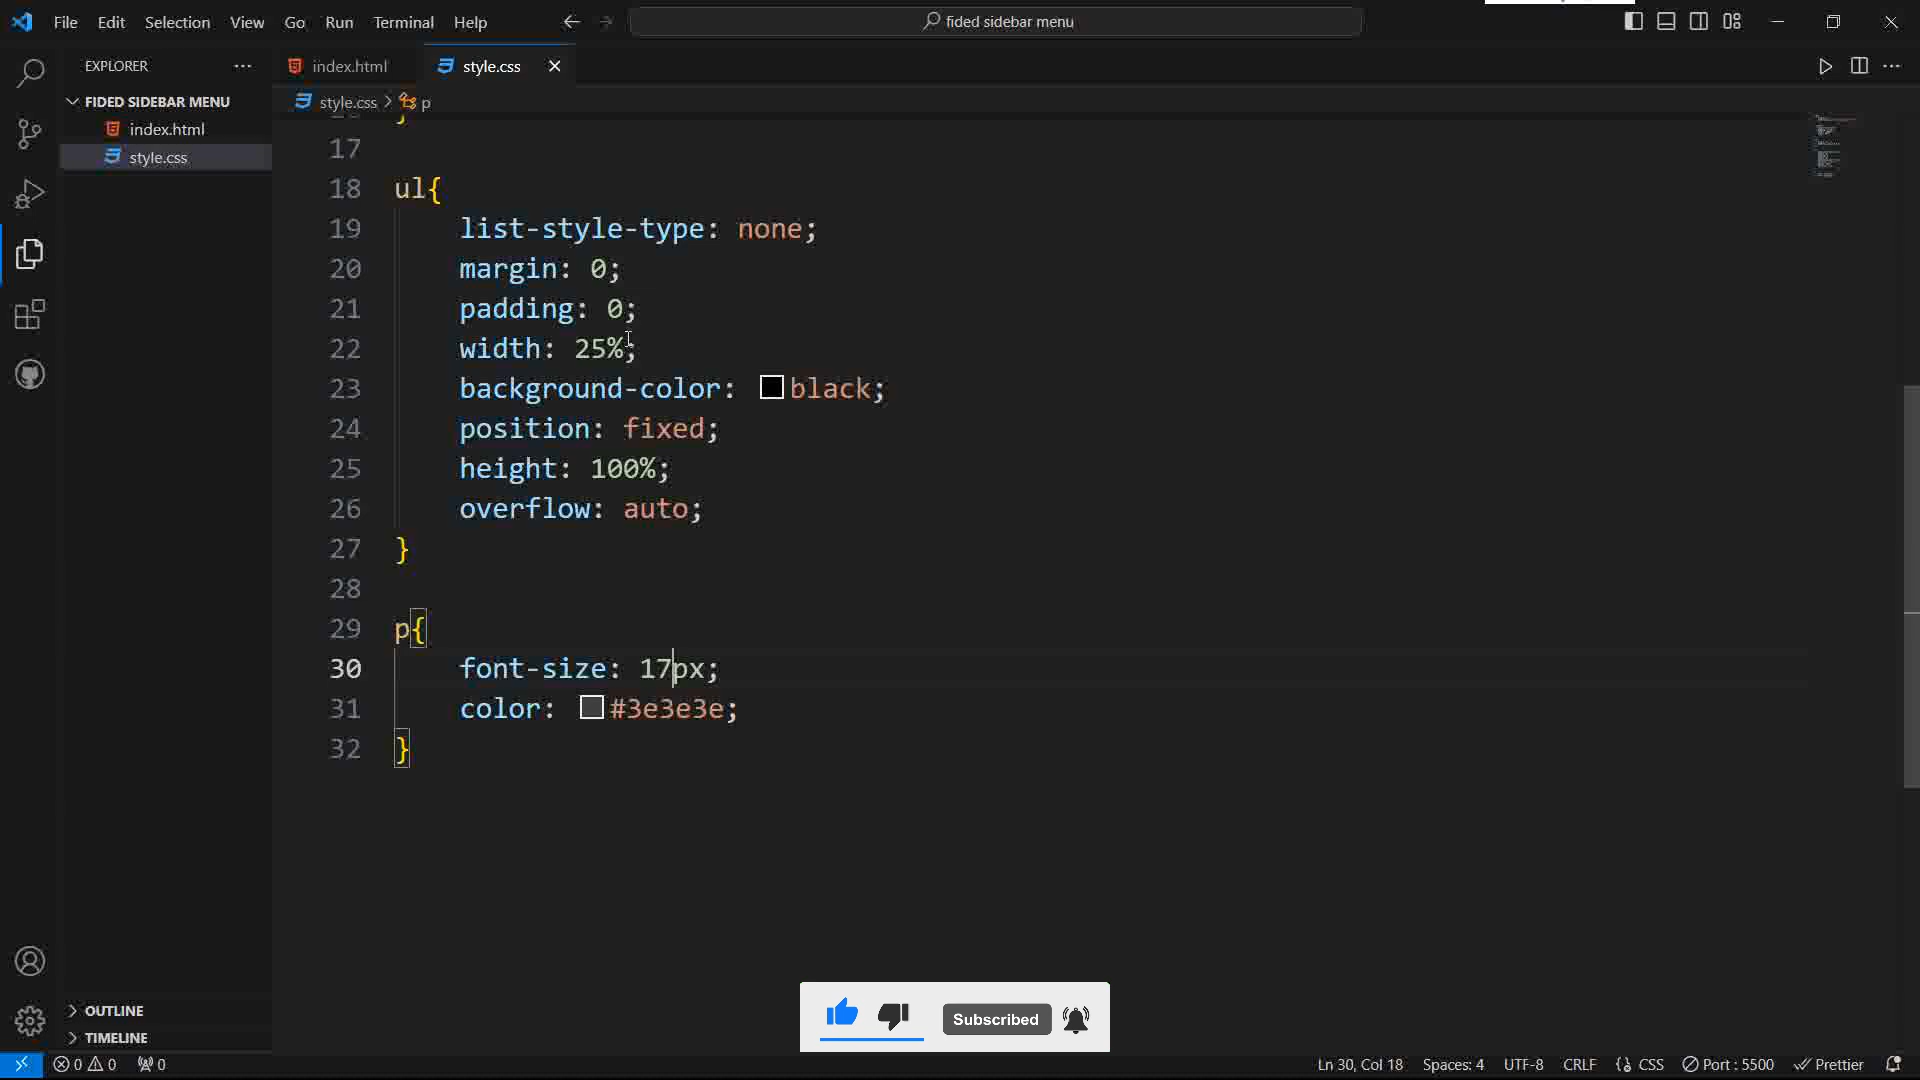 File Edit Selection View Go Run Terminal Help
fided sidebar menu
EXPLORER
index.html
style.css
FIDED SIDEBAR MENU
index.html
style.css
style.css > p
17
18 ul{
19 list-style-type: none;
20 margin: 0;
21 padding: 0;
22 width: 25%;
23 background-color: black;
24 position: fixed;
25 height: 100%;
26 overflow: auto;
27 }
28
29 p{
30 font-size: 17px;
31 color: #3e3e3e;
32 }
OUTLINE
TIMELINE
Subscribed
0 0 0
Ln 30, Col 18 Spaces: 4 UTF-8 CRLF {} CSS Port : 5500 Prettier